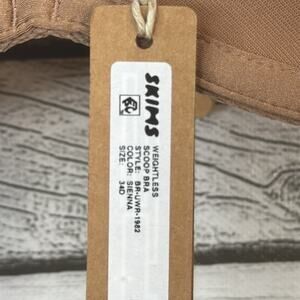 SKIMS
WEIGHTLESS
SCOOP BRA
STYLE: BR-UWR-1982
COLOR: SIENNA
SIZE: 34D